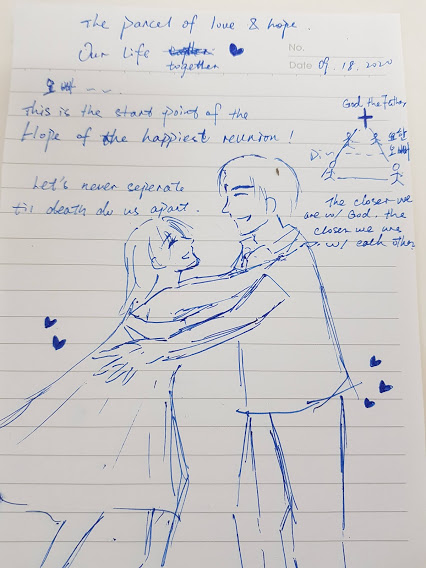 The parcel of love & hope.
Our Life together
No.
Date 09.18.2020
오빠 ~~.
This is the start point of the
Hope of the happiest reunion!
God the Father
오빠
Di
Let's never seperate
til death do us apart.
The closer we
are w/ God, the
closer we are
w/ each other